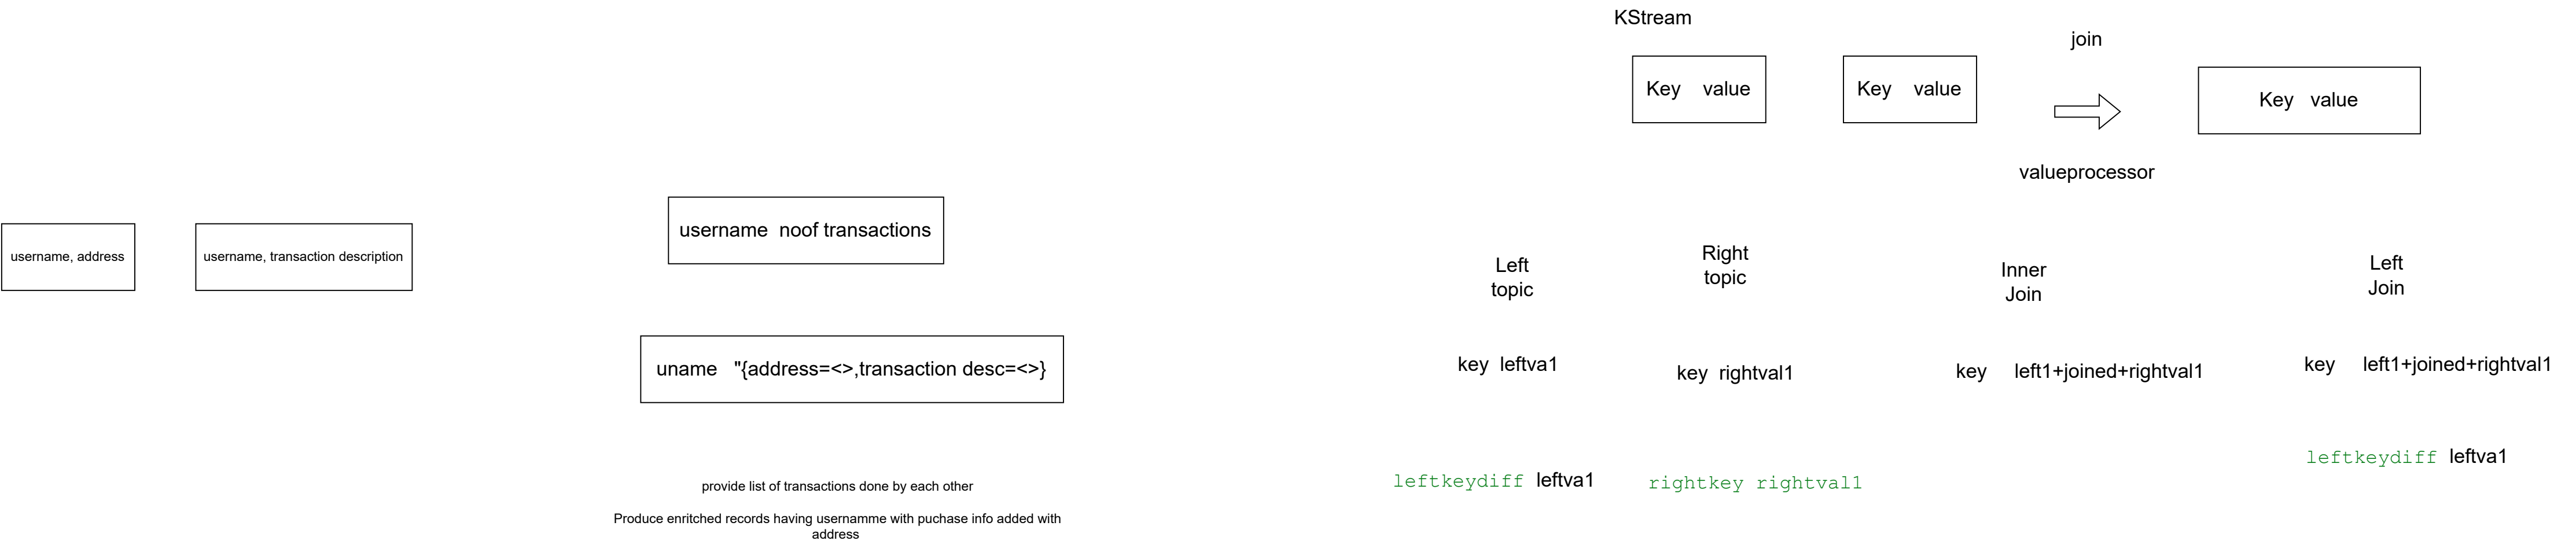 KStream
join
Key value
Key value
Key value
valueprocessor
username noof transactions
username, address
username, transaction description
Left
topic
Right
topic
Inner
Join
Left
Join
uname "{address=<>,transaction desc=<>}
key leftva1
key rightval1
key left1+joined+rightval1
key left1+joined+rightval1
leftkeydiff leftva1
rightkey rightval1
leftkeydiff leftva1
provide list of transactions done by each other
Produce enritched records having usernamme with puchase info added with
address